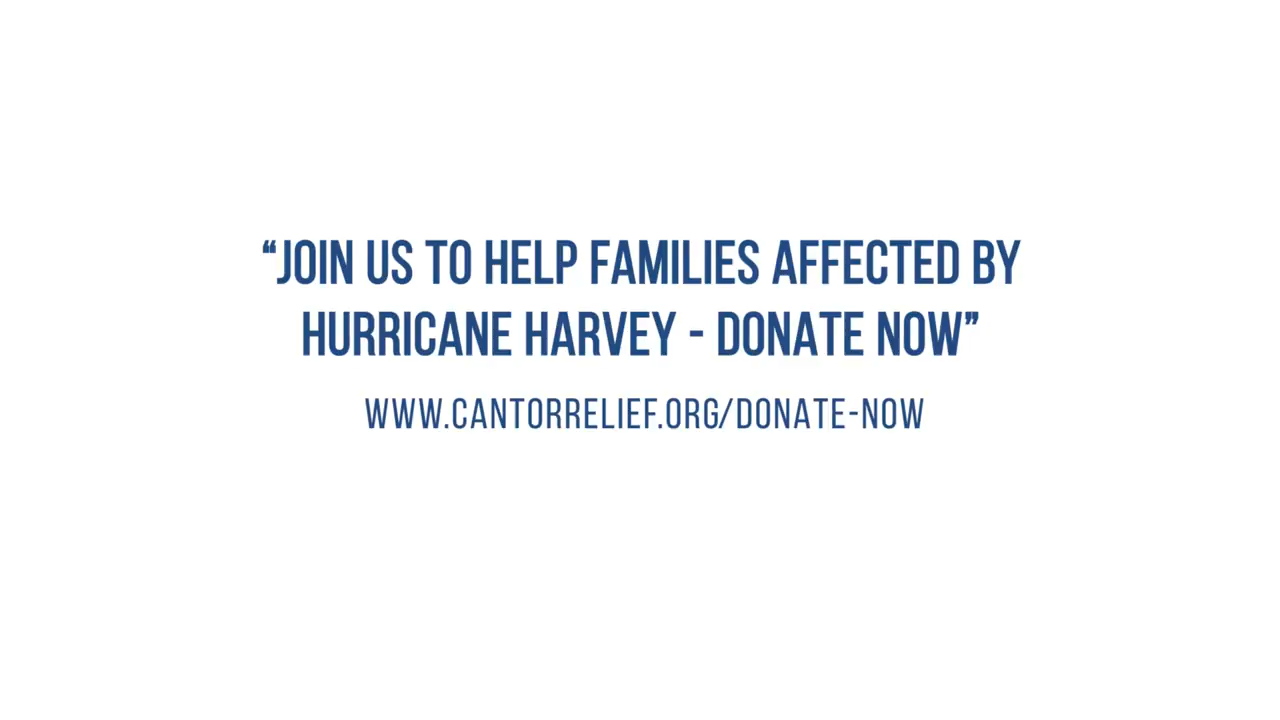 “JOIN US TO HELP FAMILIES AFFECTED BY
HURRICANE HARVEY - DONATE NOW”
WWW.CANTORRELIEF.ORG/DONATE-NOW